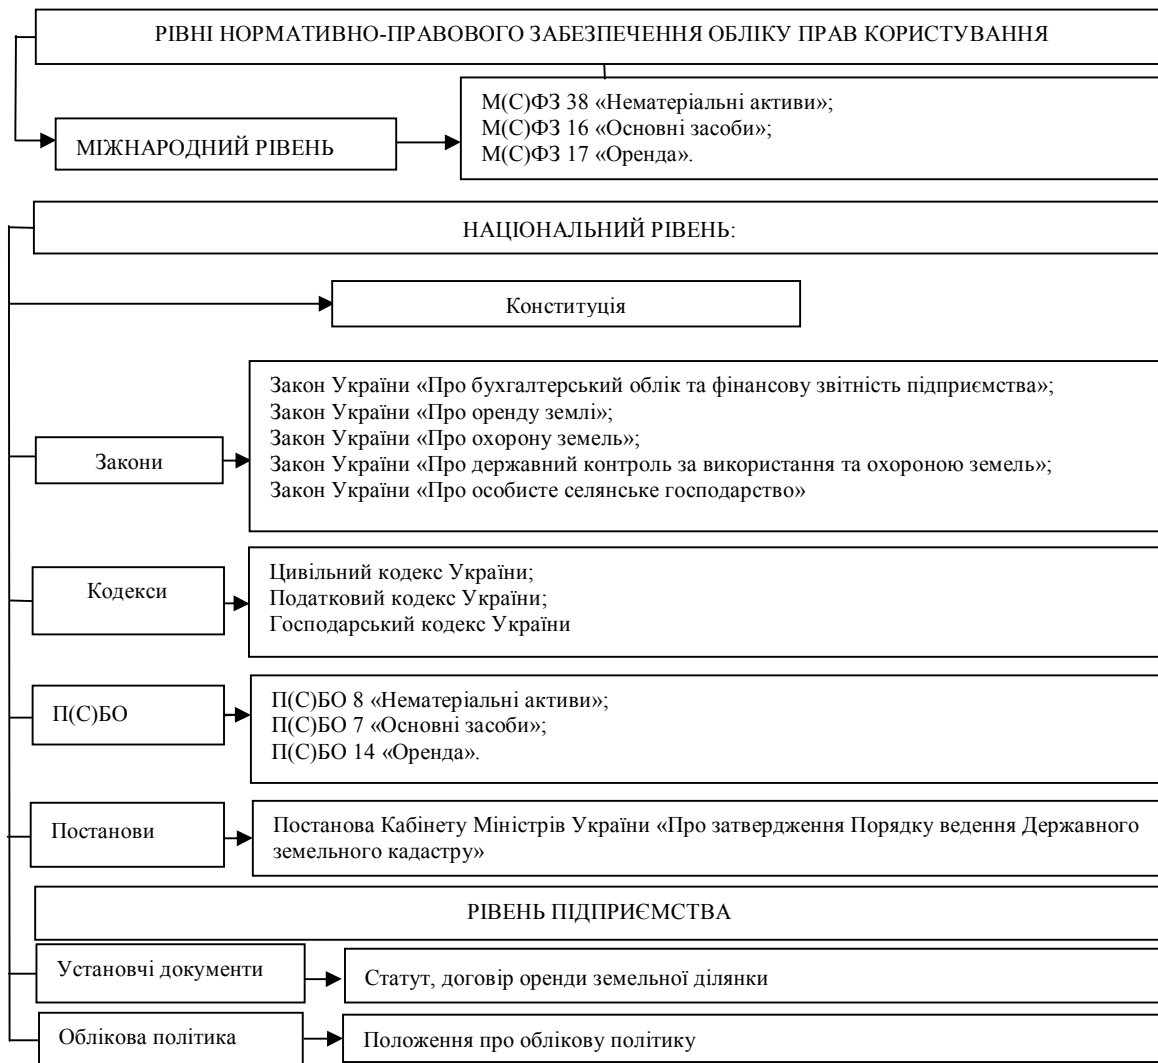 РІВНІ НОРМАТИВНО-ПРАВОВОГО ЗАБЕЗПЕЧЕННЯ ОБЛІКУ ПРАВ КОРИСТУВАННЯ
МІЖНАРОДНИЙ РІВЕНЬ
М(С)ФЗ 38 «Нематеріальні активи»;
М(С)ФЗ 16 «Основні засоби»;
М(С)ФЗ 17 «Оренда».
НАЦІОНАЛЬНИЙ РІВЕНЬ:
Конституція
Закони
Закон України «Про бухгалтерський облік та фінансову звітність підприємства»;
Закон України «Про оренду землі»;
Закон України «Про охорону земель»;
Закон України «Про державний контроль за використання та охороною земель»;
Закон України «Про особисте селянське господарство»
Кодекси
Цивільний кодекс України;
Податковий кодекс України;
Господарський кодекс України
П(С)БО
П(С)БО 8 «Нематеріальні активи»;
П(С)БО 7 «Основні засоби»;
П(С)БО 14 «Оренда».
Постанови
Постанова Кабінету Міністрів України «Про затвердження Порядку ведення Державного
земельного кадастру»
РІВЕНЬ ПІДПРИЄМСТВА
Установчі документи
Статут, договір оренди земельної ділянки
Облікова політика
Положення про облікову політику